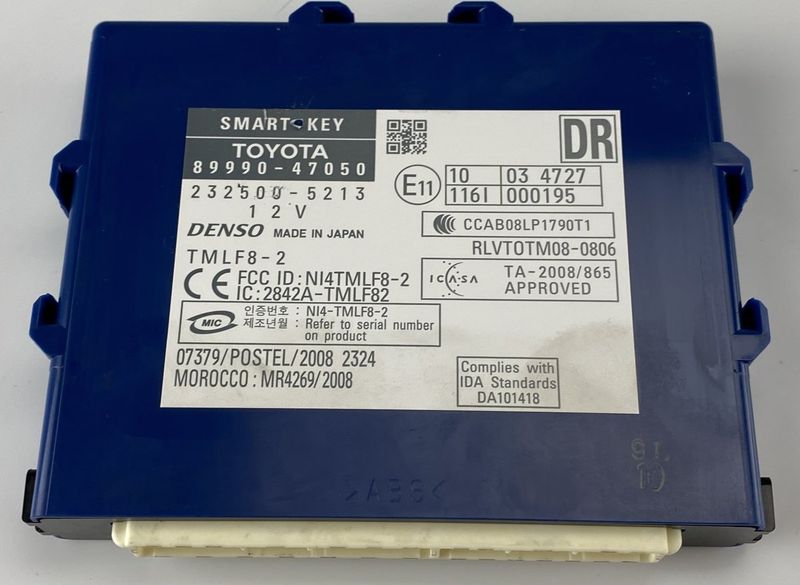 SMART KEY
TOYOTA
89990-47050
232500-5213
12V
DENSO MADE IN JAPAN
TMLF8-2
CE FCC ID: NI4TMLF8-2
IC: 2842A-TMLF82
MIC 인증번호 : NI4-TMLF8-2
제조년월 : Refer to serial number
on product
07379/POSTEL/2008 2324
MOROCCO : MR4269/2008
DR
E11
10 03 4727
116I 000195
CCAB08LP1790T1
RLVTOTM08-0806
ICASA TA-2008/865
APPROVED
Complies with
IDA Standards
DA101418